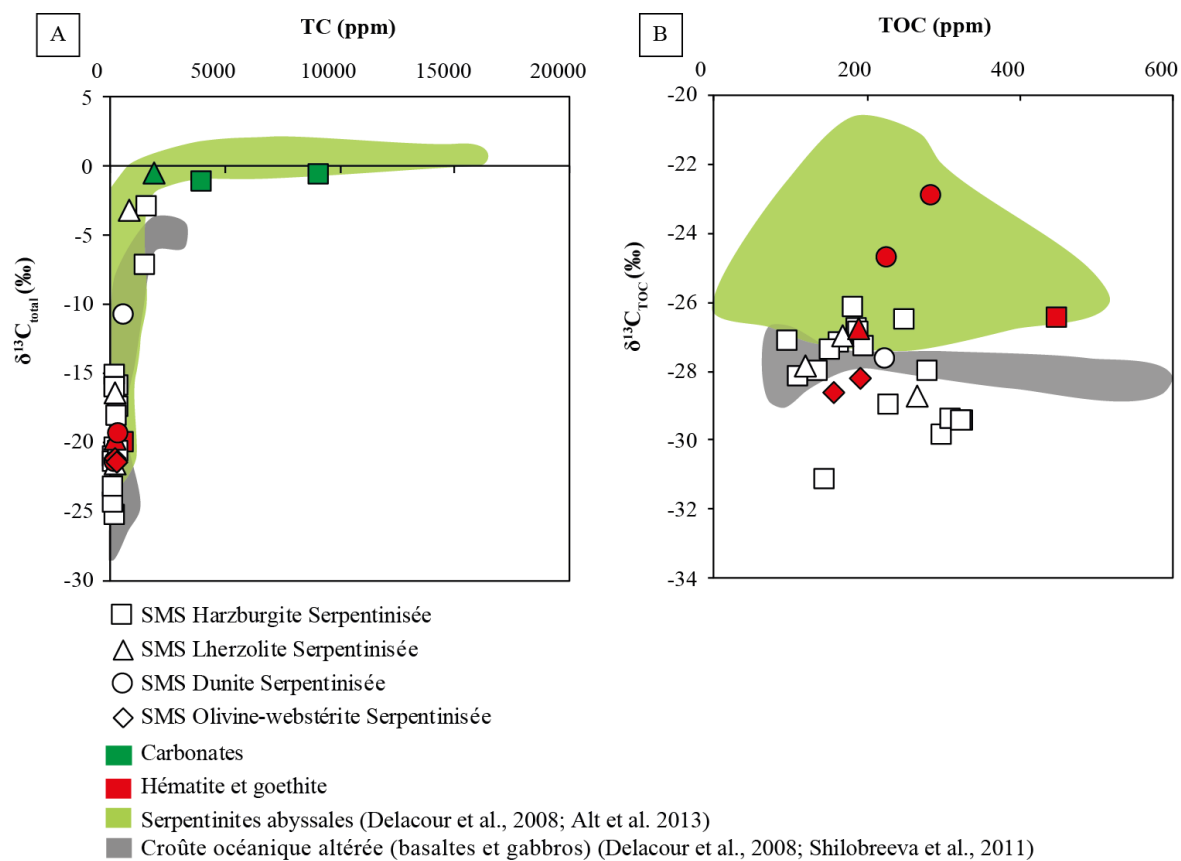 A
TC (ppm)
0 5000 10000 15000 20000
5
0
-5
-10
-15
-20
-25
-30
δ¹³C_total (‰)
B
TOC (ppm)
0 200 400 600
-20
-22
-24
-26
-28
-30
-32
-34
δ¹³C_TOC (‰)
SMS Harzburgite Serpentinisée
SMS Lherzolite Serpentinisée
SMS Dunite Serpentinisée
SMS Olivine-webstérite Serpentinisée
Carbonates
Hématite et goethite
Serpentinites abyssales (Delacour et al., 2008; Alt et al. 2013)
Croûte océanique altérée (basaltes et gabbros) (Delacour et al., 2008; Shilobreeva et al., 2011)